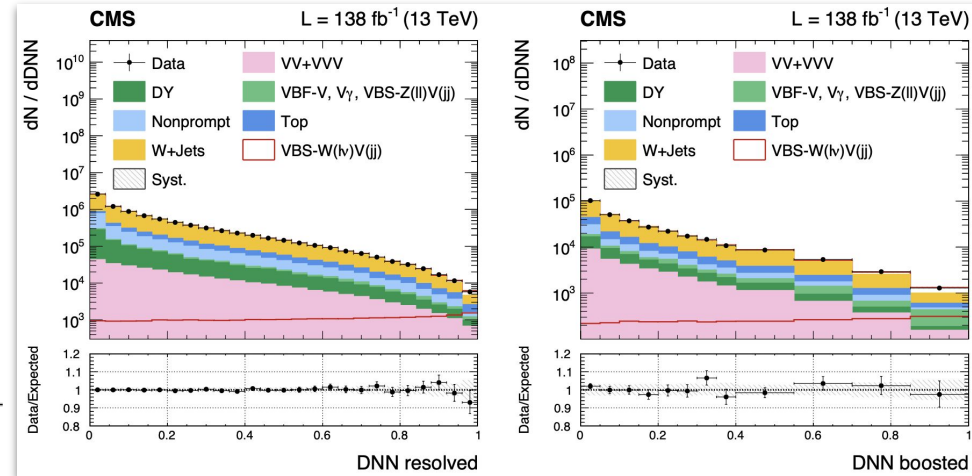 CMS L = 138 fb⁻¹ (13 TeV)
dN / dDNN
10¹⁰
10⁹
10⁸
10⁷
10⁶
10⁵
10⁴
10³
Data VV+VVV
DY VBF-V, Vγ, VBS-Z(ll)V(jj)
Nonprompt Top
W+Jets VBS-W(lν)V(jj)
Syst.
Data/Expected
1.2
1.1
1
0.9
0.8
0 0.2 0.4 0.6 0.8 1
DNN resolved
CMS L = 138 fb⁻¹ (13 TeV)
dN / dDNN
10⁸
10⁷
10⁶
10⁵
10⁴
10³
Data VV+VVV
DY VBF-V, Vγ, VBS-Z(ll)V(jj)
Nonprompt Top
W+Jets VBS-W(lν)V(jj)
Syst.
Data/Expected
1.2
1.1
1
0.9
0.8
0 0.2 0.4 0.6 0.8 1
DNN boosted